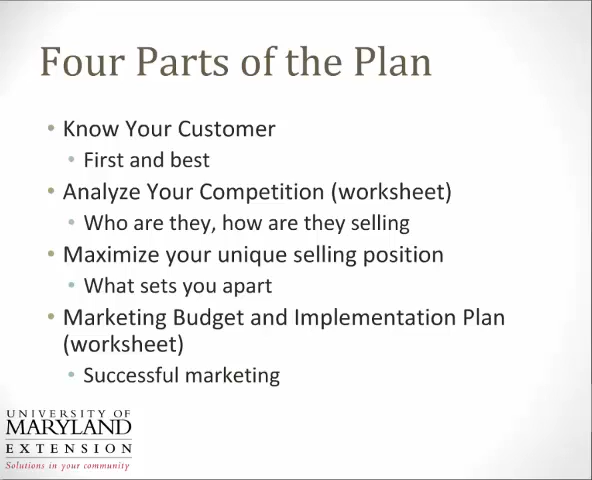 Four Parts of the Plan
• Know Your Customer
• First and best
• Analyze Your Competition (worksheet)
• Who are they, how are they selling
• Maximize your unique selling position
• What sets you apart
• Marketing Budget and Implementation Plan
(worksheet)
• Successful marketing
UNIVERSITY OF
MARYLAND
EXTENSION
Solutions in your community